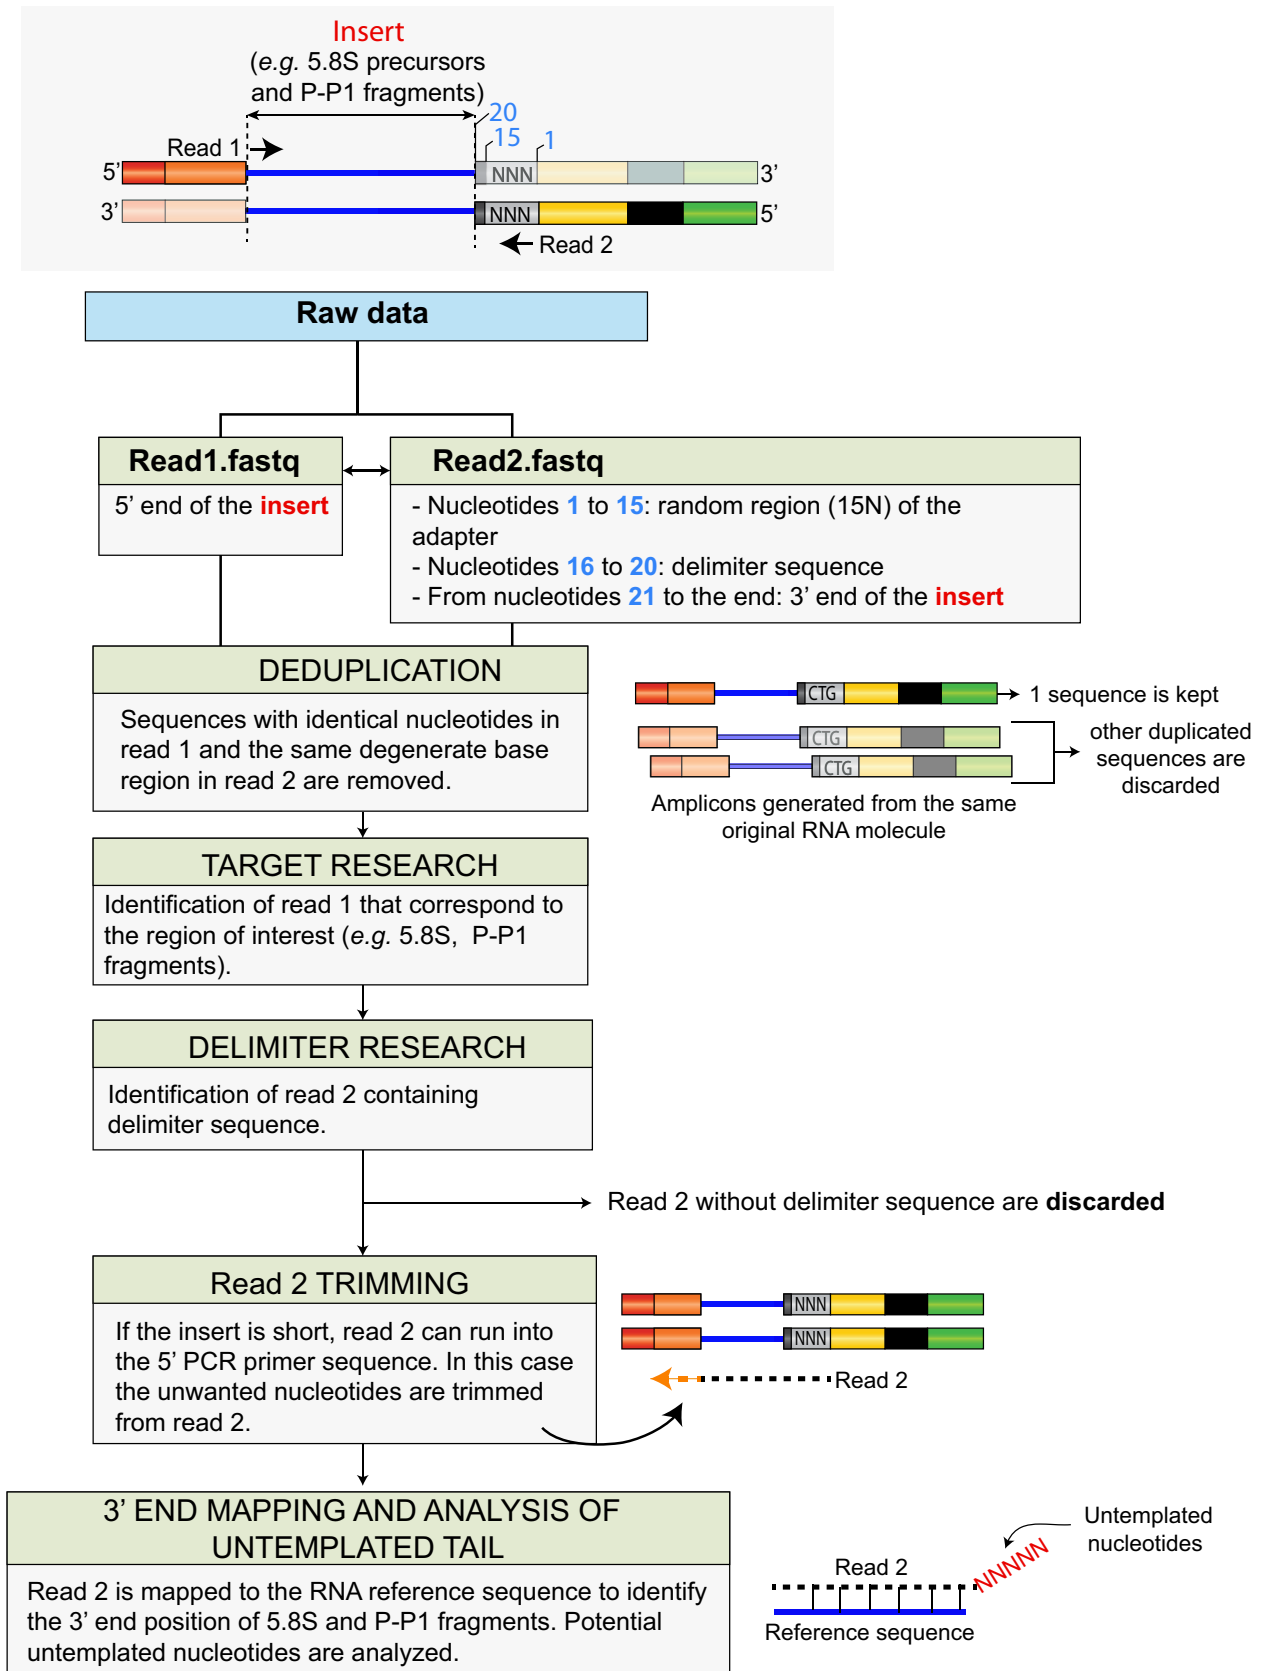 Insert
(e.g. 5.8S precursors
and P-P1 fragments)
20
15
1
Read 1
5’
NNN
3’
3’
NNN
5’
Read 2
Raw data
Read1.fastq
5’ end of the insert
Read2.fastq
- Nucleotides 1 to 15: random region (15N) of the
adapter
- Nucleotides 16 to 20: delimiter sequence
- From nucleotides 21 to the end: 3’ end of the insert
DEDUPLICATION
Sequences with identical nucleotides in
read 1 and the same degenerate base
region in read 2 are removed.
CTG
1 sequence is kept
CTG
CTG
other duplicated
sequences are
discarded
Amplicons generated from the same
original RNA molecule
TARGET RESEARCH
Identification of read 1 that correspond to
the region of interest (e.g. 5.8S, P-P1
fragments).
DELIMITER RESEARCH
Identification of read 2 containing
delimiter sequence.
Read 2 without delimiter sequence are discarded
Read 2 TRIMMING
If the insert is short, read 2 can run into
the 5’ PCR primer sequence. In this case
the unwanted nucleotides are trimmed
from read 2.
NNN
NNN
Read 2
3’ END MAPPING AND ANALYSIS OF
UNTEMPLATED TAIL
Read 2 is mapped to the RNA reference sequence to identify
the 3’ end position of 5.8S and P-P1 fragments. Potential
untemplated nucleotides are analyzed.
Untemplated
nucleotides
NNNNN
Read 2
Reference sequence